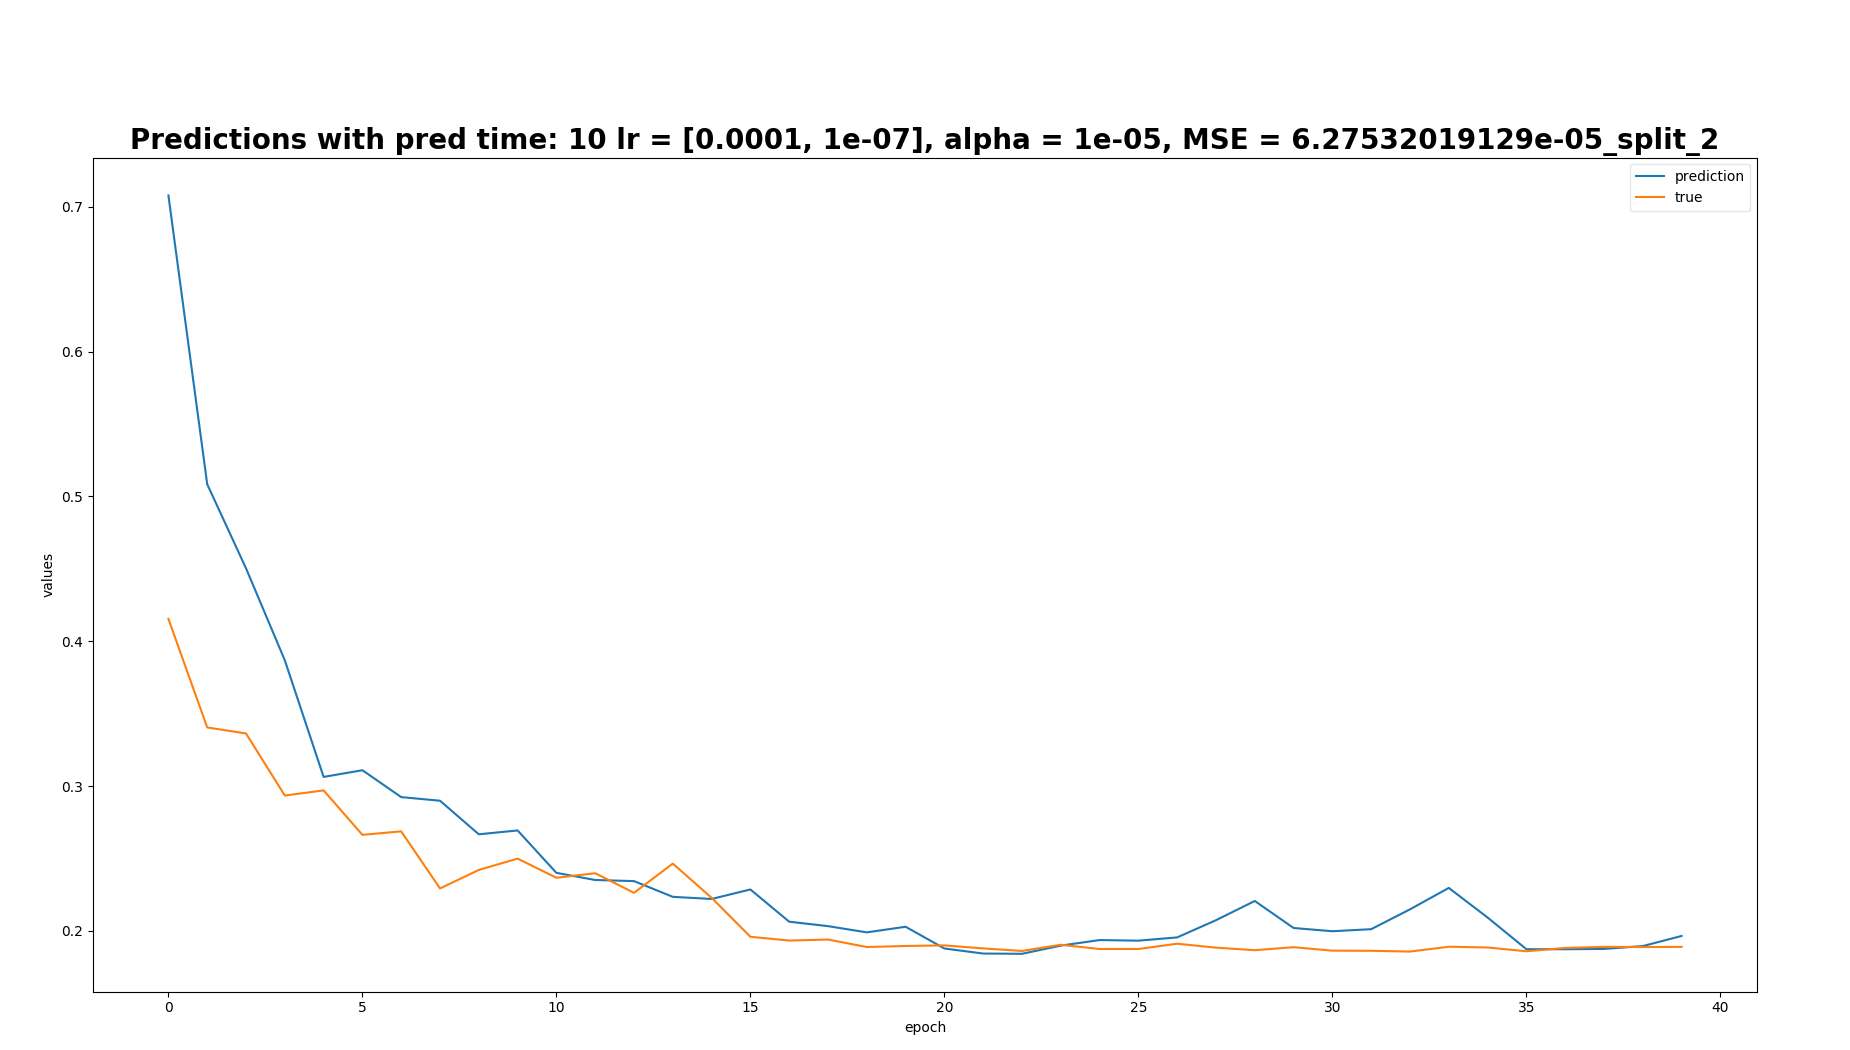 Predictions with pred time: 10 lr = [0.0001, 1e-07], alpha = 1e-05, MSE = 6.27532019129e-05_split_2
prediction
true
0.7
0.6
0.5
0.4
0.3
0.2
values
0 5 10 15 20 25 30 35 40
epoch